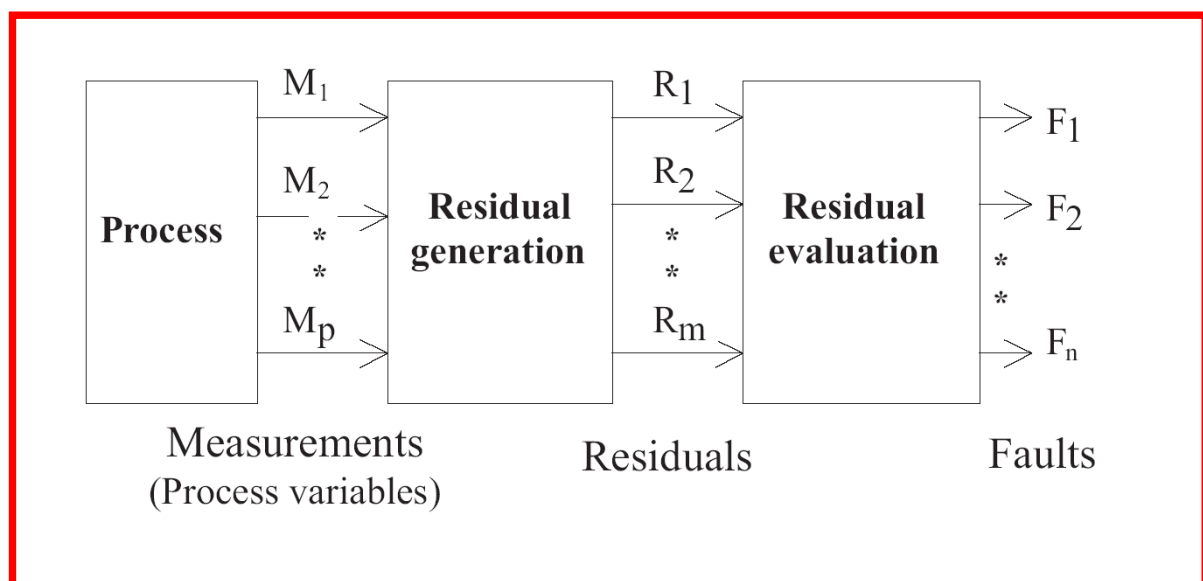 M₁
R₁
F₁
M₂
R₂
F₂
Process
Residual
generation
Residual
evaluation
*
*
*
*
*
*
Mₚ
Rₘ
Fₙ
Measurements
(Process variables)
Residuals
Faults